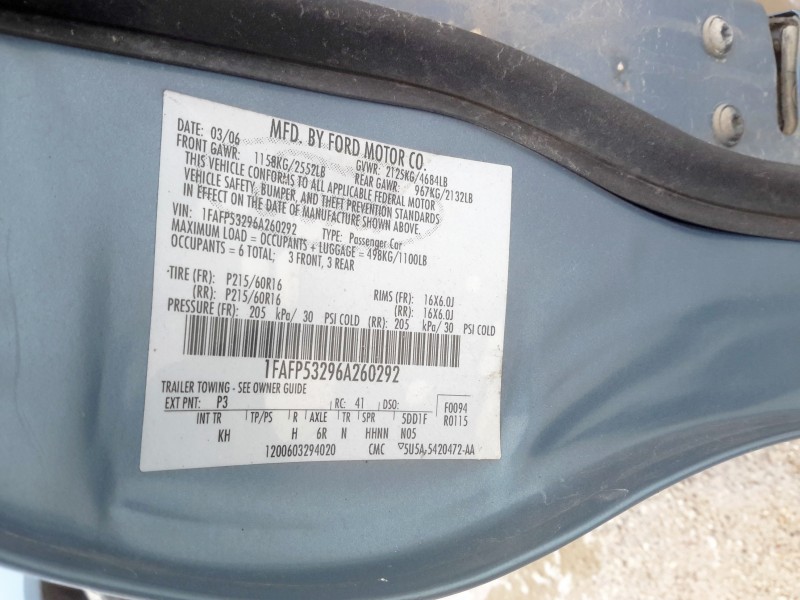 MFD. BY FORD MOTOR CO.
DATE: 03/06 GVWR: 2125KG/4684LB
FRONT GAWR: 1158KG/2552LB REAR GAWR: 967KG/2132LB
THIS VEHICLE CONFORMS TO ALL APPLICABLE FEDERAL MOTOR
VEHICLE SAFETY, BUMPER, AND THEFT PREVENTION STANDARDS
IN EFFECT ON THE DATE OF MANUFACTURE SHOWN ABOVE.
VIN: 1FAFP53296A260292 TYPE: Passenger Car
MAXIMUM LOAD = OCCUPANTS + LUGGAGE = 498KG/1100LB
OCCUPANTS = 6 TOTAL; 3 FRONT, 3 REAR
TIRE (FR): P215/60R16 RIMS (FR): 16X6.0J
(RR): P215/60R16 (RR): 16X6.0J
PRESSURE (FR): 205 kPa/ 30 PSI COLD (RR): 205 kPa/ 30 PSI COLD
1FAFP53296A260292
TRAILER TOWING - SEE OWNER GUIDE
EXT PNT: P3 RC: 41 DSO: F0094
INT TR TP/PS R AXLE TR SPR 5DD1F R0115
KH H 6R N HHNN N05
1200603294020 CMC ▽5U5A-5420472-AA